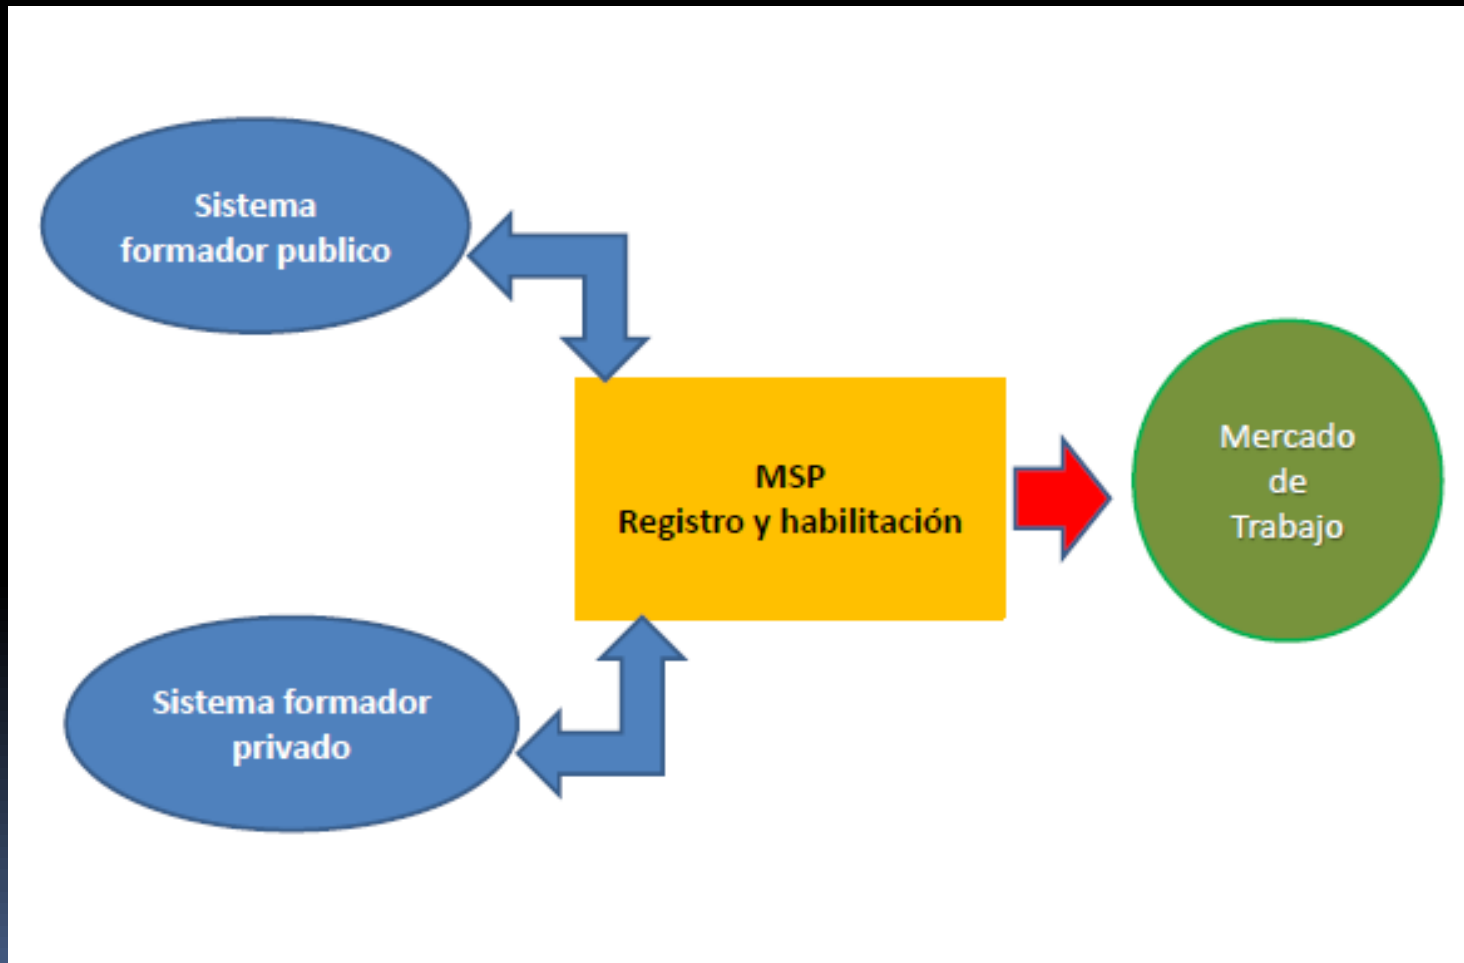 Sistema
formador publico
MSP
Registro y habilitación
Mercado
de
Trabajo
Sistema formador
privado